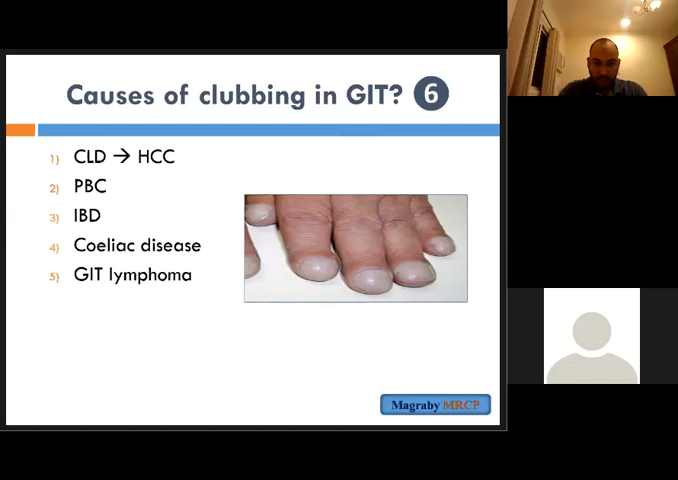 Causes of clubbing in GIT? 6
1) CLD → HCC
2) PBC
3) IBD
4) Coeliac disease
5) GIT lymphoma
Magraby MRCP